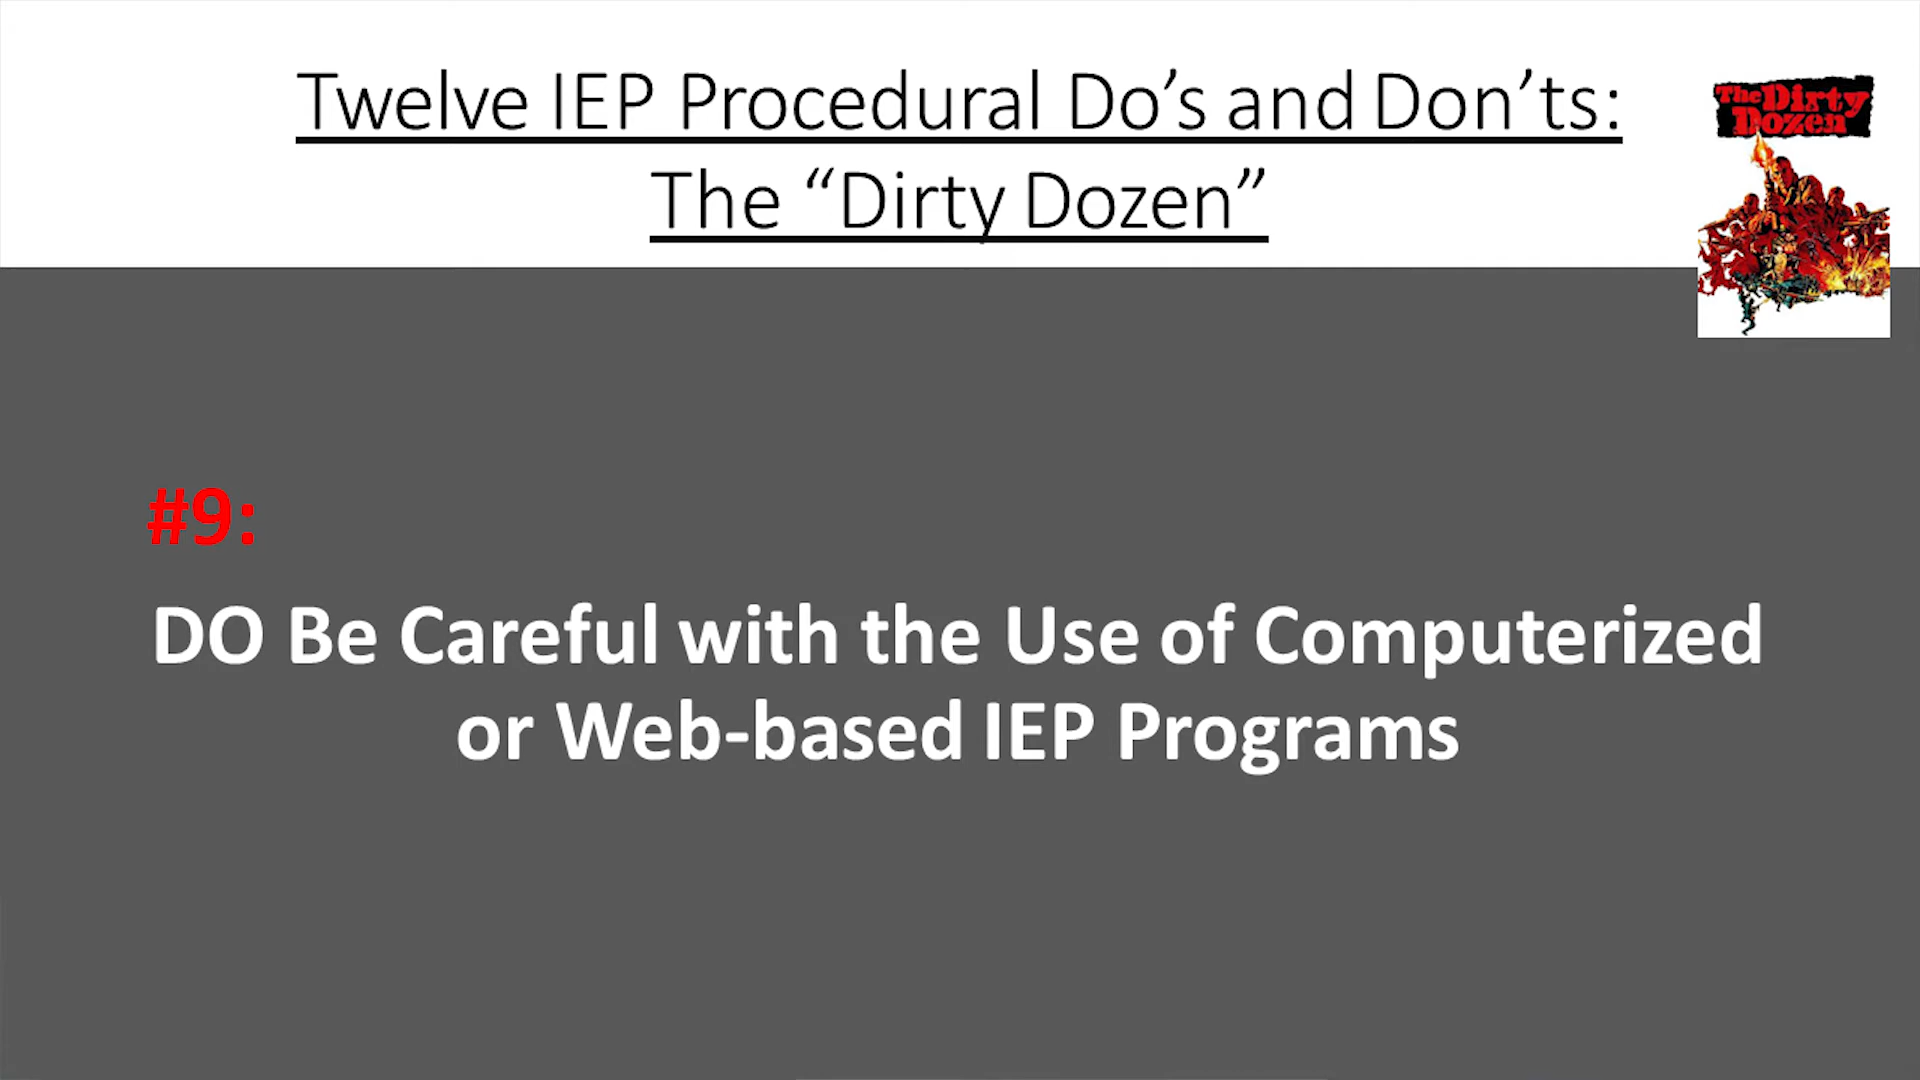 Twelve IEP Procedural Do’s and Don’ts:
The “Dirty Dozen”
The Dirty
Dozen
#9:
DO Be Careful with the Use of Computerized
or Web-based IEP Programs